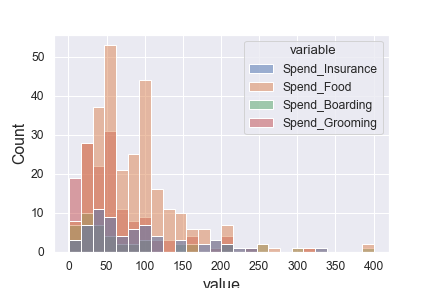 variable
Spend_Insurance
Spend_Food
Spend_Boarding
Spend_Grooming
Count
50
40
30
20
10
0
0 50 100 150 200 250 300 350 400
value